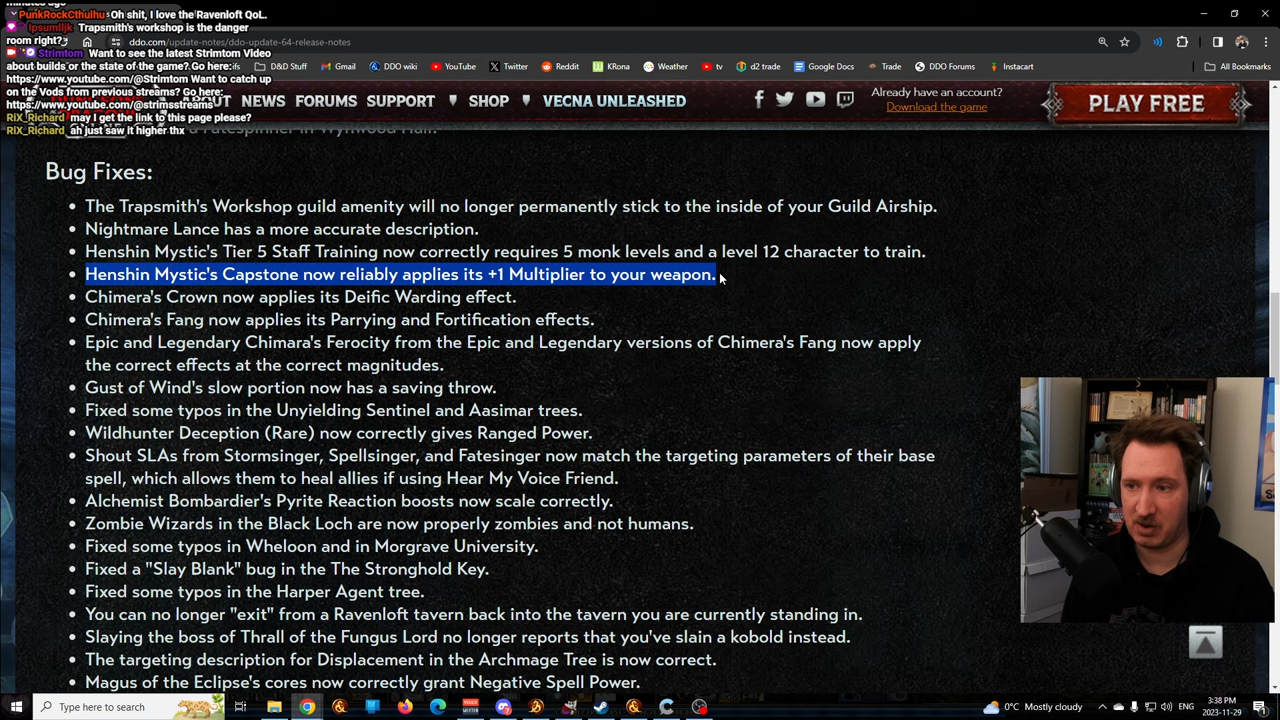 minutes ago
PunkRockCthulhu Oh shit, I love the Ravenloft QoL.
Ipsumlijk Trapsmith's workshop is the danger
room right?
Strimtom Want to see the latest Strimtom Video
about builds or the state of the game? Go here:
https://www.youtube.com/@Strimtom Want to catch up
on the Vods from previous streams? Go here:
https://www.youtube.com/@strimsstreams
RiX_Richard may I get the link to this page please?
RiX_Richard ah just saw it higher thx
ddo.com/update-notes/ddo-update-64-release-notes
D&D Stuff
Gmail
DDO wiki
YouTube
Twitter
Reddit
KRona
Weather
tv
d2 trade
Google Docs
Trade
DDO Forums
Instacart
All Bookmarks
NEWS
FORUMS
SUPPORT
SHOP
VECNA UNLEASHED
Already have an account?
Download the game
PLAY FREE
Bug Fixes:
The Trapsmith's Workshop guild amenity will no longer permanently stick to the inside of your Guild Airship.
Nightmare Lance has a more accurate description.
Henshin Mystic's Tier 5 Staff Training now correctly requires 5 monk levels and a level 12 character to train.
Henshin Mystic's Capstone now reliably applies its +1 Multiplier to your weapon.
Chimera's Crown now applies its Deific Warding effect.
Chimera's Fang now applies its Parrying and Fortification effects.
Epic and Legendary Chimara's Ferocity from the Epic and Legendary versions of Chimera's Fang now apply
the correct effects at the correct magnitudes.
Gust of Wind's slow portion now has a saving throw.
Fixed some typos in the Unyielding Sentinel and Aasimar trees.
Wildhunter Deception (Rare) now correctly gives Ranged Power.
Shout SLAs from Stormsinger, Spellsinger, and Fatesinger now match the targeting parameters of their base
spell, which allows them to heal allies if using Hear My Voice Friend.
Alchemist Bombardier's Pyrite Reaction boosts now scale correctly.
Zombie Wizards in the Black Loch are now properly zombies and not humans.
Fixed some typos in Wheloon and in Morgrave University.
Fixed a "Slay Blank" bug in the The Stronghold Key.
Fixed some typos in the Harper Agent tree.
You can no longer "exit" from a Ravenloft tavern back into the tavern you are currently standing in.
Slaying the boss of Thrall of the Fungus Lord no longer reports that you've slain a kobold instead.
The targeting description for Displacement in the Archmage Tree is now correct.
Magus of the Eclipse's cores now correctly grant Negative Spell Power.
Type here to search
0°C Mostly cloudy
3:38 PM
2023-11-29